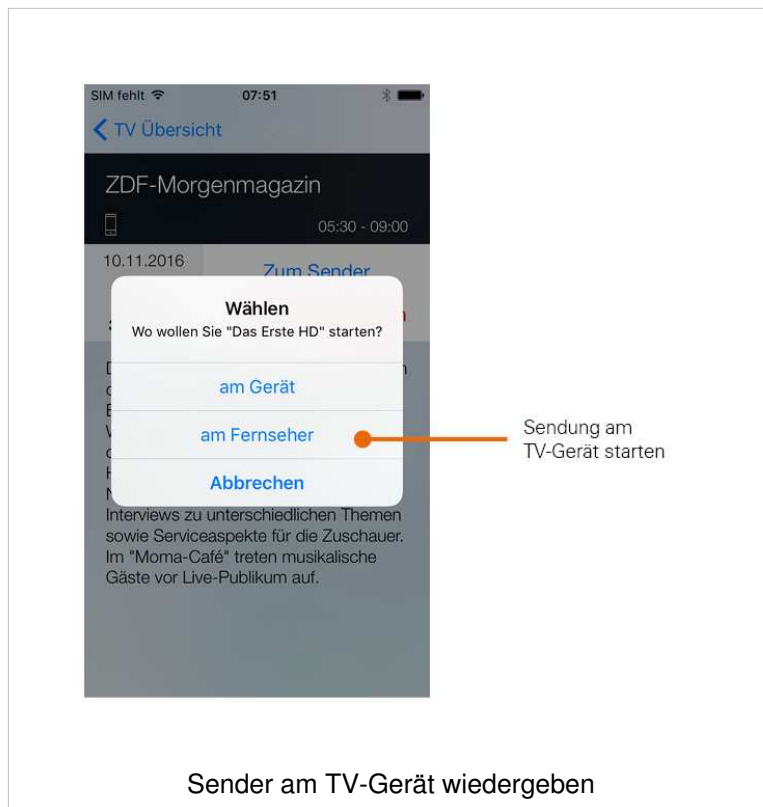 SIM fehlt 07:51
TV Übersicht
ZDF-Morgenmagazin
05:30 - 09:00
10.11.2016
Zum Sender
Wählen
Wo wollen Sie "Das Erste HD" starten?
am Gerät
am Fernseher
Abbrechen
Sendung am
TV-Gerät starten
Interviews zu unterschiedlichen Themen
sowie Serviceaspekte für die Zuschauer.
Im "Moma-Café" treten musikalische
Gäste vor Live-Publikum auf.
Sender am TV-Gerät wiedergeben